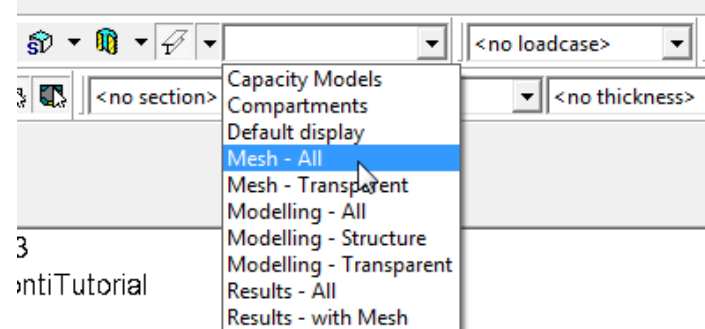 <no loadcase>
<no section>
<no thickness>
Capacity Models
Compartments
Default display
Mesh - All
Mesh - Transparent
Modelling - All
Modelling - Structure
Modelling - Transparent
Results - All
Results - with Mesh
3
ontiTutorial